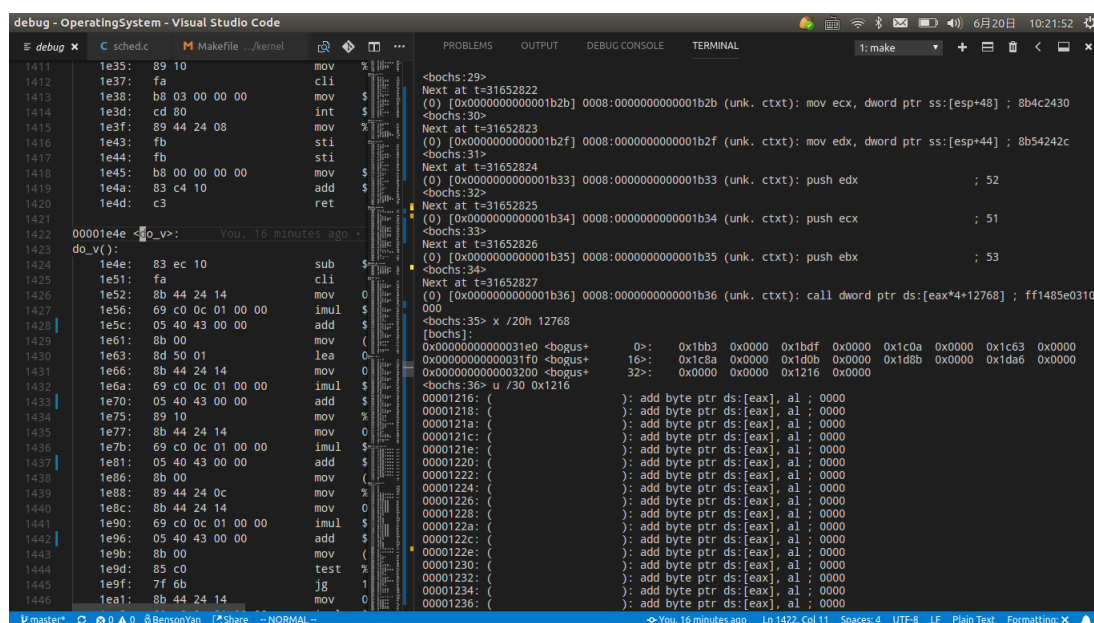 debug - OperatingSystem - Visual Studio Code
6月20日 10:21:52
debug × C sched.c M Makefile .../kernel
1411 1e35: 89 10 mov %
1412 1e37: fa cli
1413 1e38: b8 03 00 00 00 mov $
1414 1e3d: cd 80 int $
1415 1e3f: 89 44 24 08 mov %
1416 1e43: fb sti
1417 1e44: fb sti
1418 1e45: b8 00 00 00 00 mov $
1419 1e4a: 83 c4 10 add $
1420 1e4d: c3 ret
1421
1422 00001e4e <do_v>: You, 16 minutes ago •
1423 do_v():
1424 1e4e: 83 ec 10 sub $
1425 1e51: fa cli
1426 1e52: 8b 44 24 14 mov 0
1427 1e56: 69 c0 0c 01 00 00 imul $
1428 1e5c: 05 40 43 00 00 add $
1429 1e61: 8b 00 mov (
1430 1e63: 8d 50 01 lea 0
1431 1e66: 8b 44 24 14 mov 0
1432 1e6a: 69 c0 0c 01 00 00 imul $
1433 1e70: 05 40 43 00 00 add $
1434 1e75: 89 10 mov %
1435 1e77: 8b 44 24 14 mov 0
1436 1e7b: 69 c0 0c 01 00 00 imul $
1437 1e81: 05 40 43 00 00 add $
1438 1e86: 8b 00 mov (
1439 1e88: 89 44 24 0c mov %
1440 1e8c: 8b 44 24 14 mov 0
1441 1e90: 69 c0 0c 01 00 00 imul $
1442 1e96: 05 40 43 00 00 add $
1443 1e9b: 8b 00 mov (
1444 1e9d: 85 c0 test %
1445 1e9f: 7f 6b jg 1
1446 1ea1: 8b 44 24 14 mov 0
PROBLEMS OUTPUT DEBUG CONSOLE TERMINAL 1: make
<bochs:29>
Next at t=31652822
(0) [0x0000000000001b2b] 0008:0000000000001b2b (unk. ctxt): mov ecx, dword ptr ss:[esp+48] ; 8b4c2430
<bochs:30>
Next at t=31652823
(0) [0x0000000000001b2f] 0008:0000000000001b2f (unk. ctxt): mov edx, dword ptr ss:[esp+44] ; 8b54242c
<bochs:31>
Next at t=31652824
(0) [0x0000000000001b33] 0008:0000000000001b33 (unk. ctxt): push edx ; 52
<bochs:32>
Next at t=31652825
(0) [0x0000000000001b34] 0008:0000000000001b34 (unk. ctxt): push ecx ; 51
<bochs:33>
Next at t=31652826
(0) [0x0000000000001b35] 0008:0000000000001b35 (unk. ctxt): push ebx ; 53
<bochs:34>
Next at t=31652827
(0) [0x0000000000001b36] 0008:0000000000001b36 (unk. ctxt): call dword ptr ds:[eax*4+12768] ; ff1485e0310
000
<bochs:35> x /20h 12768
[bochs]:
0x00000000000031e0 <bogus+ 0>: 0x1bb3 0x0000 0x1bdf 0x0000 0x1c0a 0x0000 0x1c63 0x0000
0x00000000000031f0 <bogus+ 16>: 0x1c8a 0x0000 0x1d0b 0x0000 0x1d8b 0x0000 0x1da6 0x0000
0x0000000000003200 <bogus+ 32>: 0x0000 0x0000 0x1216 0x0000
<bochs:36> u /30 0x1216
00001216: ( ): add byte ptr ds:[eax], al ; 0000
00001218: ( ): add byte ptr ds:[eax], al ; 0000
0000121a: ( ): add byte ptr ds:[eax], al ; 0000
0000121c: ( ): add byte ptr ds:[eax], al ; 0000
0000121e: ( ): add byte ptr ds:[eax], al ; 0000
00001220: ( ): add byte ptr ds:[eax], al ; 0000
00001222: ( ): add byte ptr ds:[eax], al ; 0000
00001224: ( ): add byte ptr ds:[eax], al ; 0000
00001226: ( ): add byte ptr ds:[eax], al ; 0000
00001228: ( ): add byte ptr ds:[eax], al ; 0000
0000122a: ( ): add byte ptr ds:[eax], al ; 0000
0000122c: ( ): add byte ptr ds:[eax], al ; 0000
0000122e: ( ): add byte ptr ds:[eax], al ; 0000
00001230: ( ): add byte ptr ds:[eax], al ; 0000
00001232: ( ): add byte ptr ds:[eax], al ; 0000
00001234: ( ): add byte ptr ds:[eax], al ; 0000
00001236: ( ): add byte ptr ds:[eax], al ; 0000
master* 0 0 BensonYan Share -- NORMAL -- You, 16 minutes ago Ln 1422, Col 11 Spaces: 4 UTF-8 LF Plain Text Formatting: ×